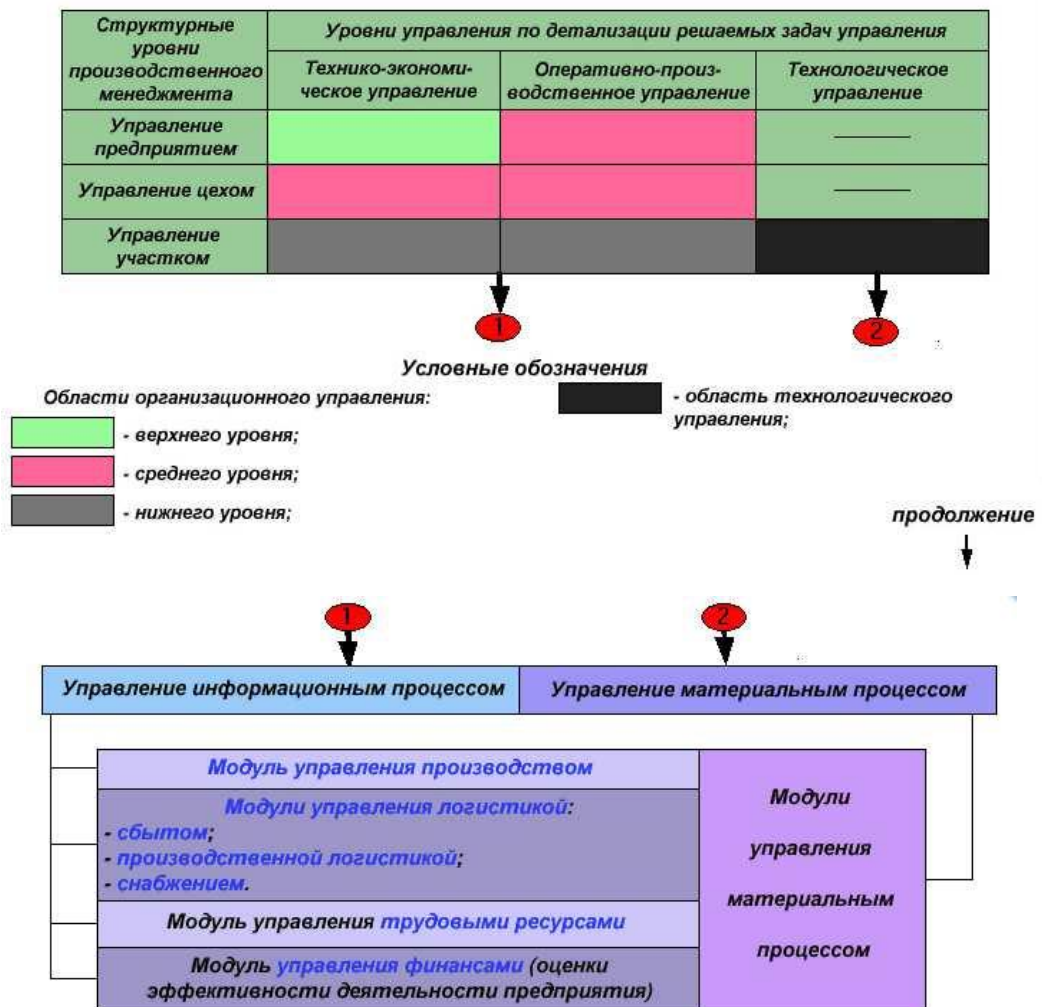 Структурные
уровни
производственного
менеджмента
Уровни управления по детализации решаемых задач управления
Технико-экономи-
ческое управление
Оперативно-произ-
водственное управление
Технологическое
управление
Управление
предприятием
Управление цехом
Управление
участком
1
2
Условные обозначения
Области организационного управления:
- верхнего уровня;
- среднего уровня;
- нижнего уровня;
- область технологического
управления;
продолжение
1
2
Управление информационным процессом
Управление материальным процессом
Модуль управления производством
Модули управления логистикой:
- сбытом;
- производственной логистикой;
- снабжением.
Модуль управления трудовыми ресурсами
Модуль управления финансами (оценки
эффективности деятельности предприятия)
Модули
управления
материальным
процессом